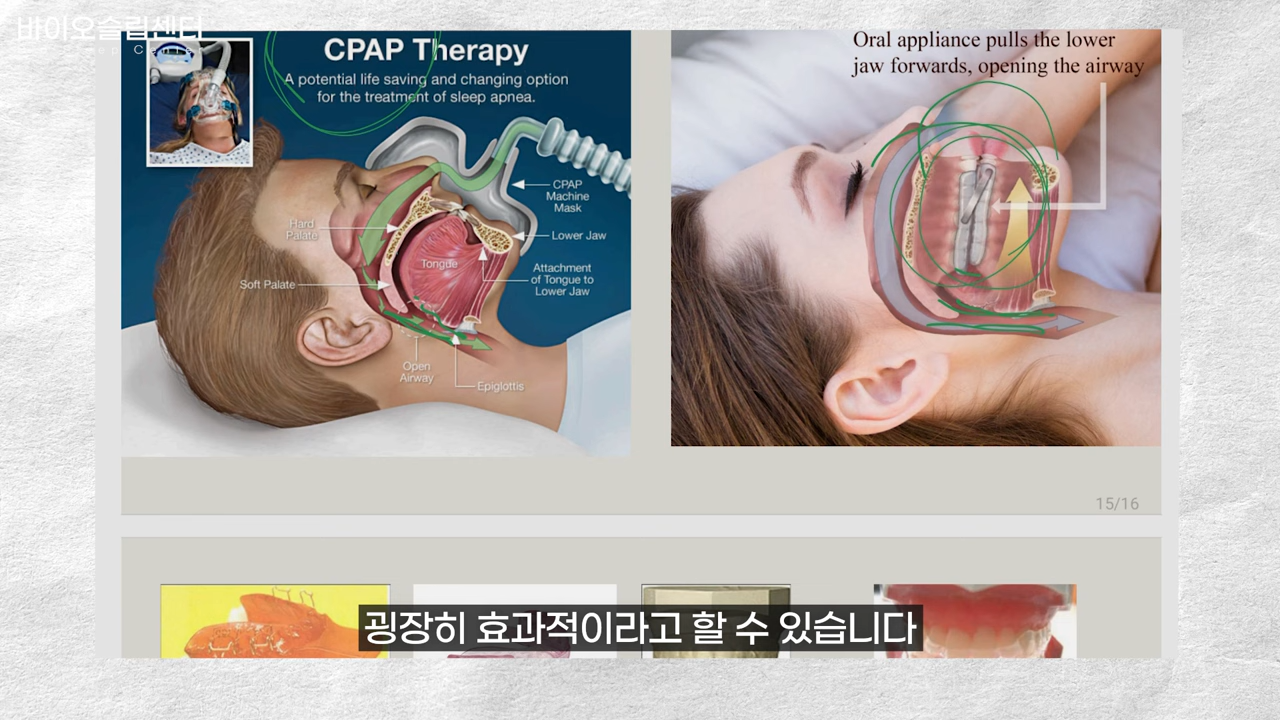 바이오슬립센터
CPAP Therapy
A potential life saving and changing option
for the treatment of sleep apnea.
CPAP
Machine
Mask
Hard
Palate
Lower Jaw
Tongue
Attachment
of Tongue to
Lower Jaw
Soft Palate
Open
Airway
Epiglottis
Oral appliance pulls the lower
jaw forwards, opening the airway
15/16
굉장히 효과적이라고 할 수 있습니다